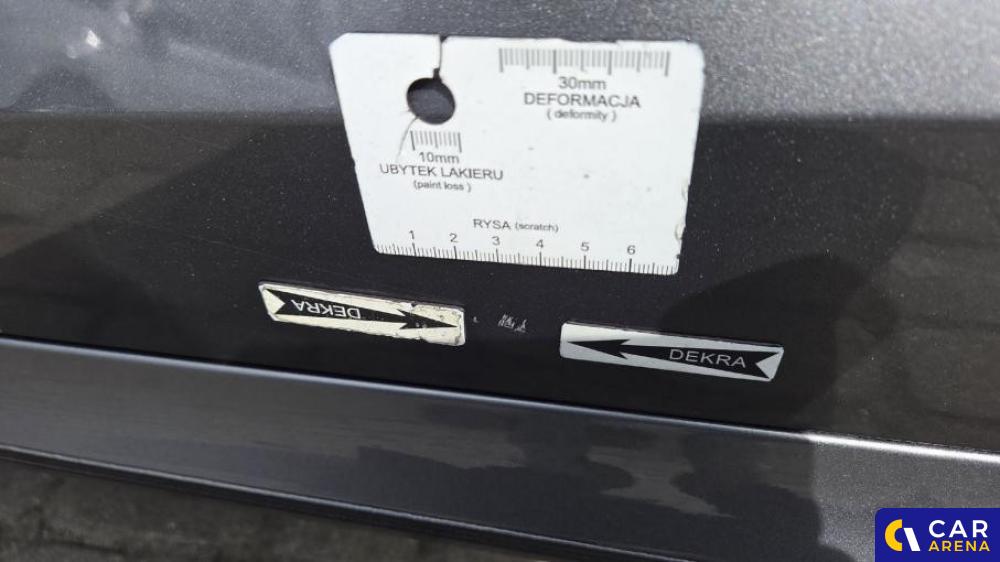 30mm
DEFORMACJA
( deformity )
10mm
UBYTEK LAKIERU
(paint loss )
RYSA (scratch)
1 2 3 4 5 6
DEKRA
DEKRA
CAR
ARENA